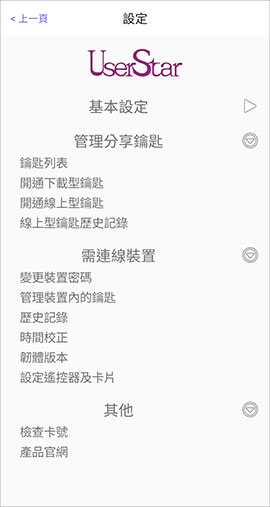 < 上一頁
設定
UserStar
基本設定
管理分享鑰匙
鑰匙列表
開通下載型鑰匙
開通線上型鑰匙
線上型鑰匙歷史記錄
需連線裝置
變更裝置密碼
管理裝置內的鑰匙
歷史記錄
時間校正
韌體版本
設定遙控器及卡片
其他
檢查卡號
產品官網